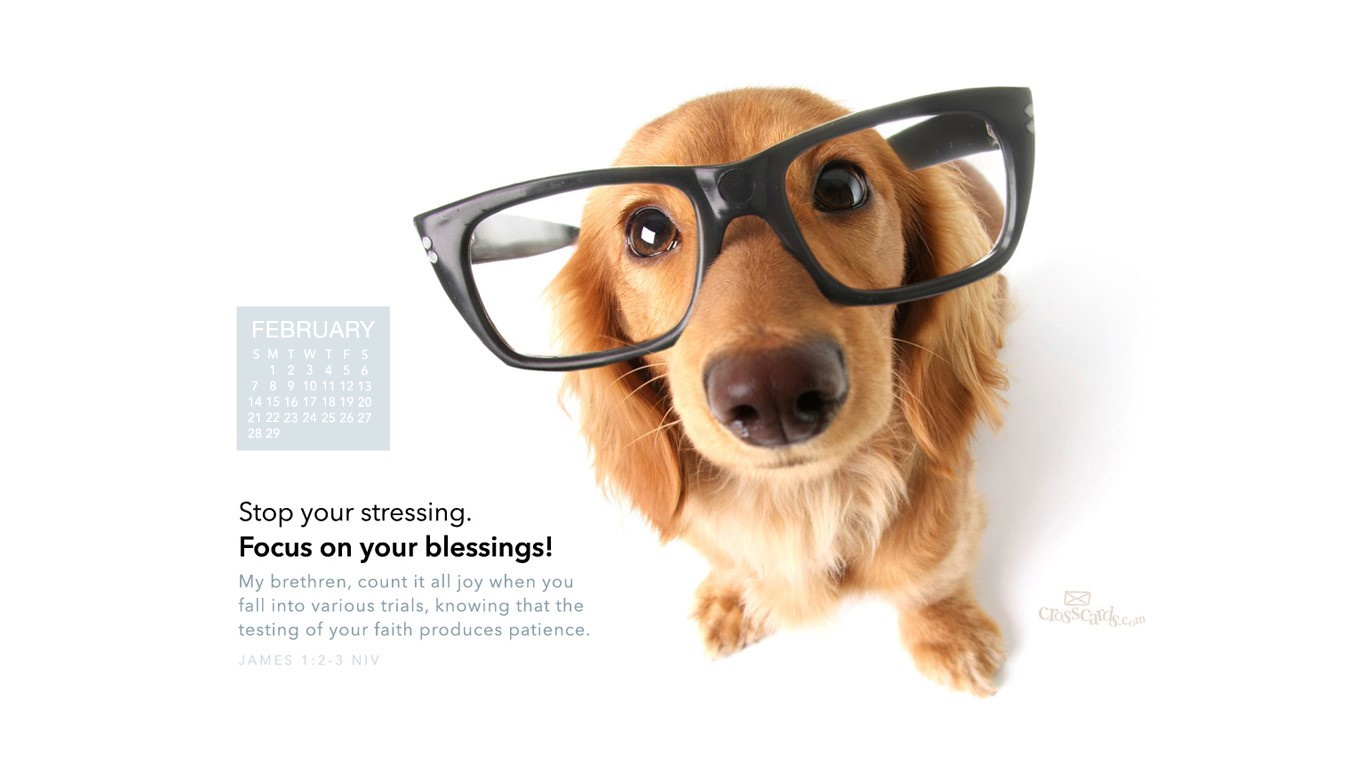 FEBRUARY
S M T W T F S
1 2 3 4 5 6
7 8 9 10 11 12 13
14 15 16 17 18 19 20
21 22 23 24 25 26 27
28 29
Stop your stressing.
Focus on your blessings!
My brethren, count it all joy when you
fall into various trials, knowing that the
testing of your faith produces patience.
JAMES 1:2-3 NIV
crosscards.com